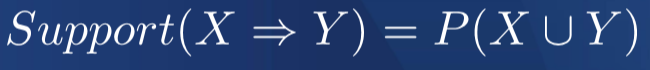 Support(X ⇒ Y) = P(X ∪ Y)